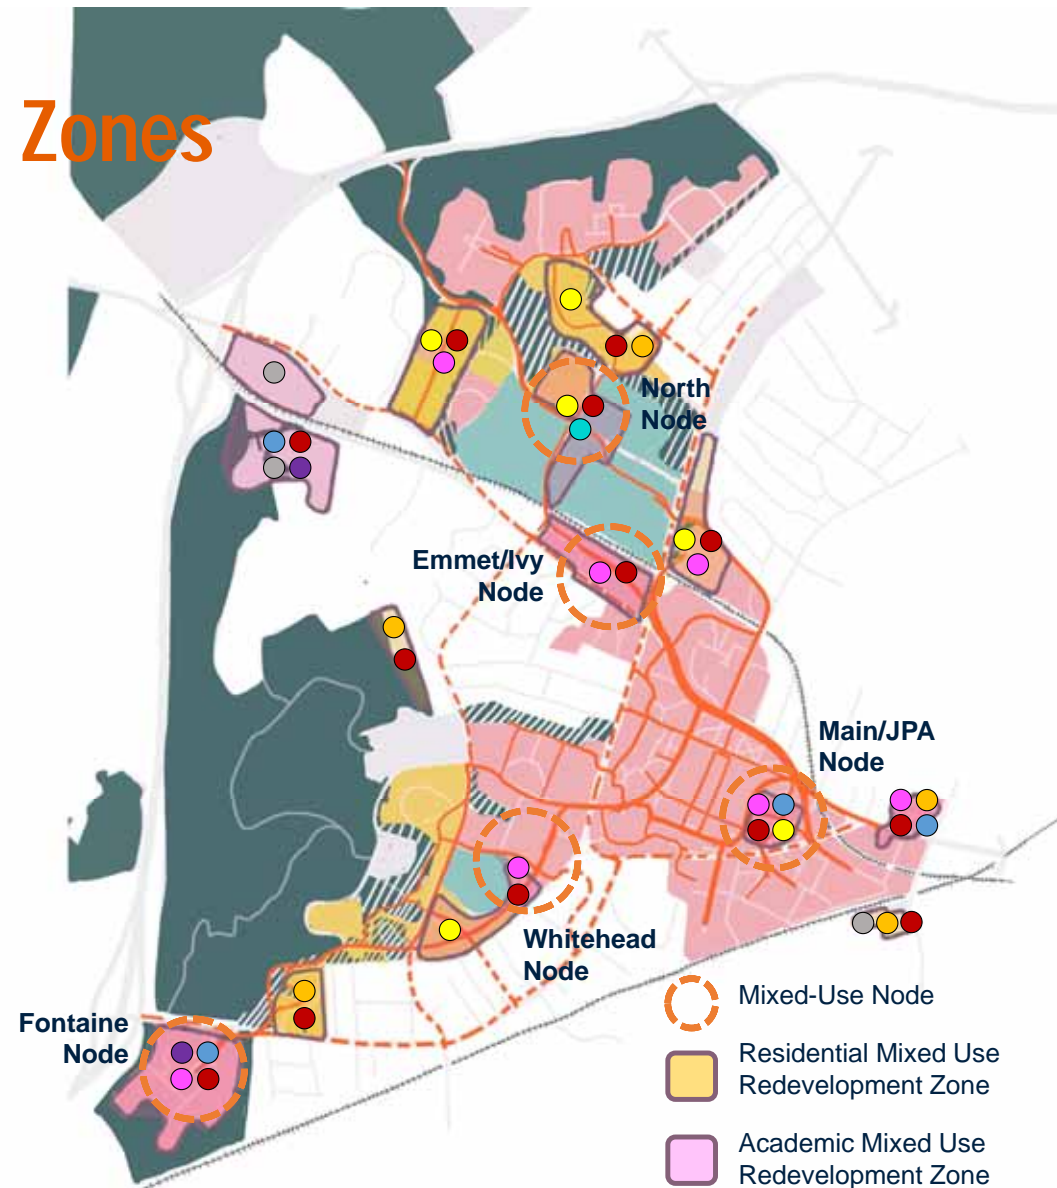 Zones
North
Node
Emmet/Ivy
Node
Main/JPA
Node
Whitehead
Node
Fontaine
Node
Mixed-Use Node
Residential Mixed Use
Redevelopment Zone
Academic Mixed Use
Redevelopment Zone